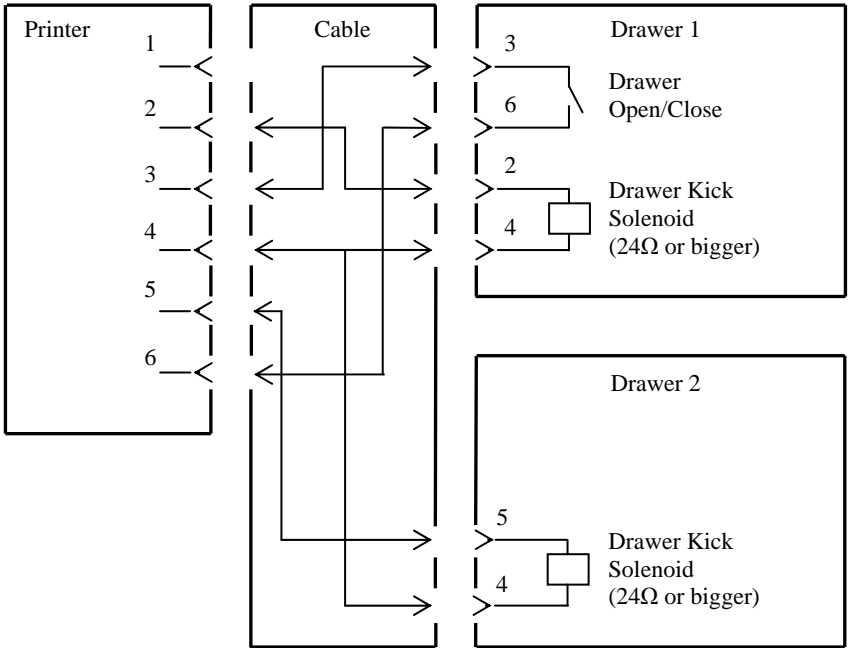 Printer
1
2
3
4
5
6
Cable
Drawer 1
3
Drawer
Open/Close
6
2
Drawer Kick
Solenoid
(24Ω or bigger)
4
Drawer 2
5
Drawer Kick
Solenoid
(24Ω or bigger)
4